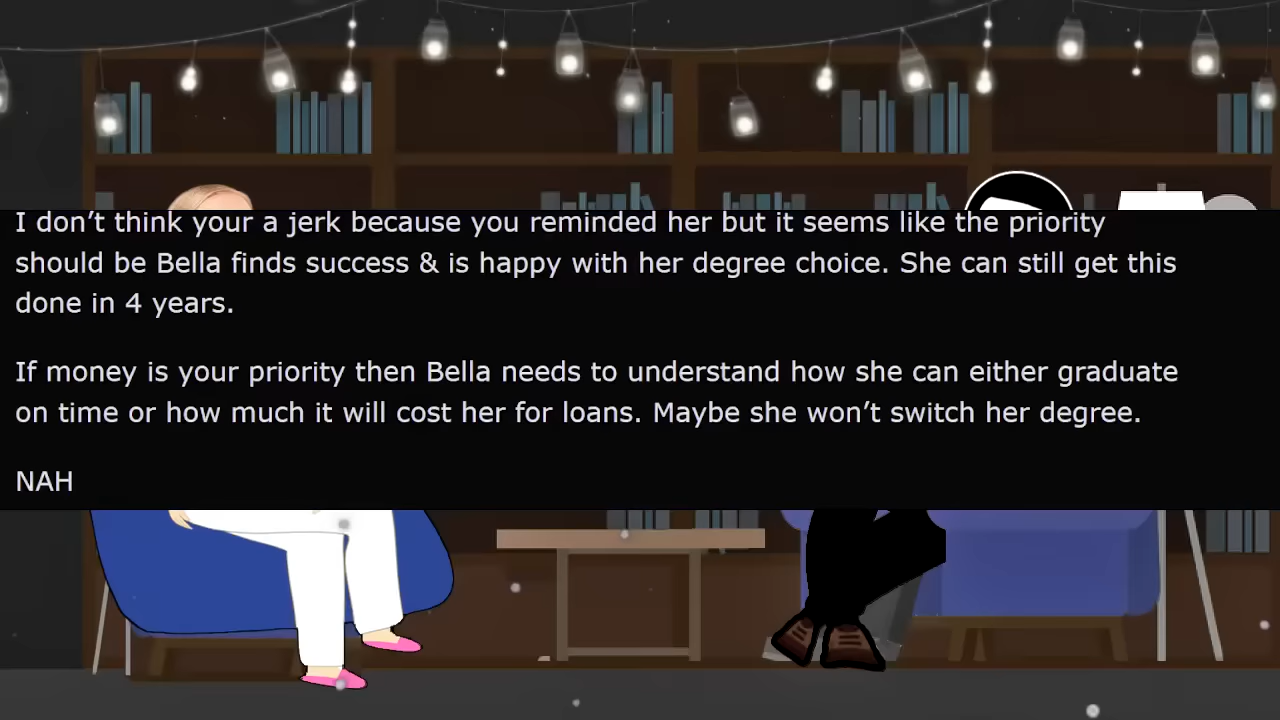 I don’t think your a jerk because you reminded her but it seems like the priority
should be Bella finds success & is happy with her degree choice. She can still get this
done in 4 years.
If money is your priority then Bella needs to understand how she can either graduate
on time or how much it will cost her for loans. Maybe she won’t switch her degree.
NAH